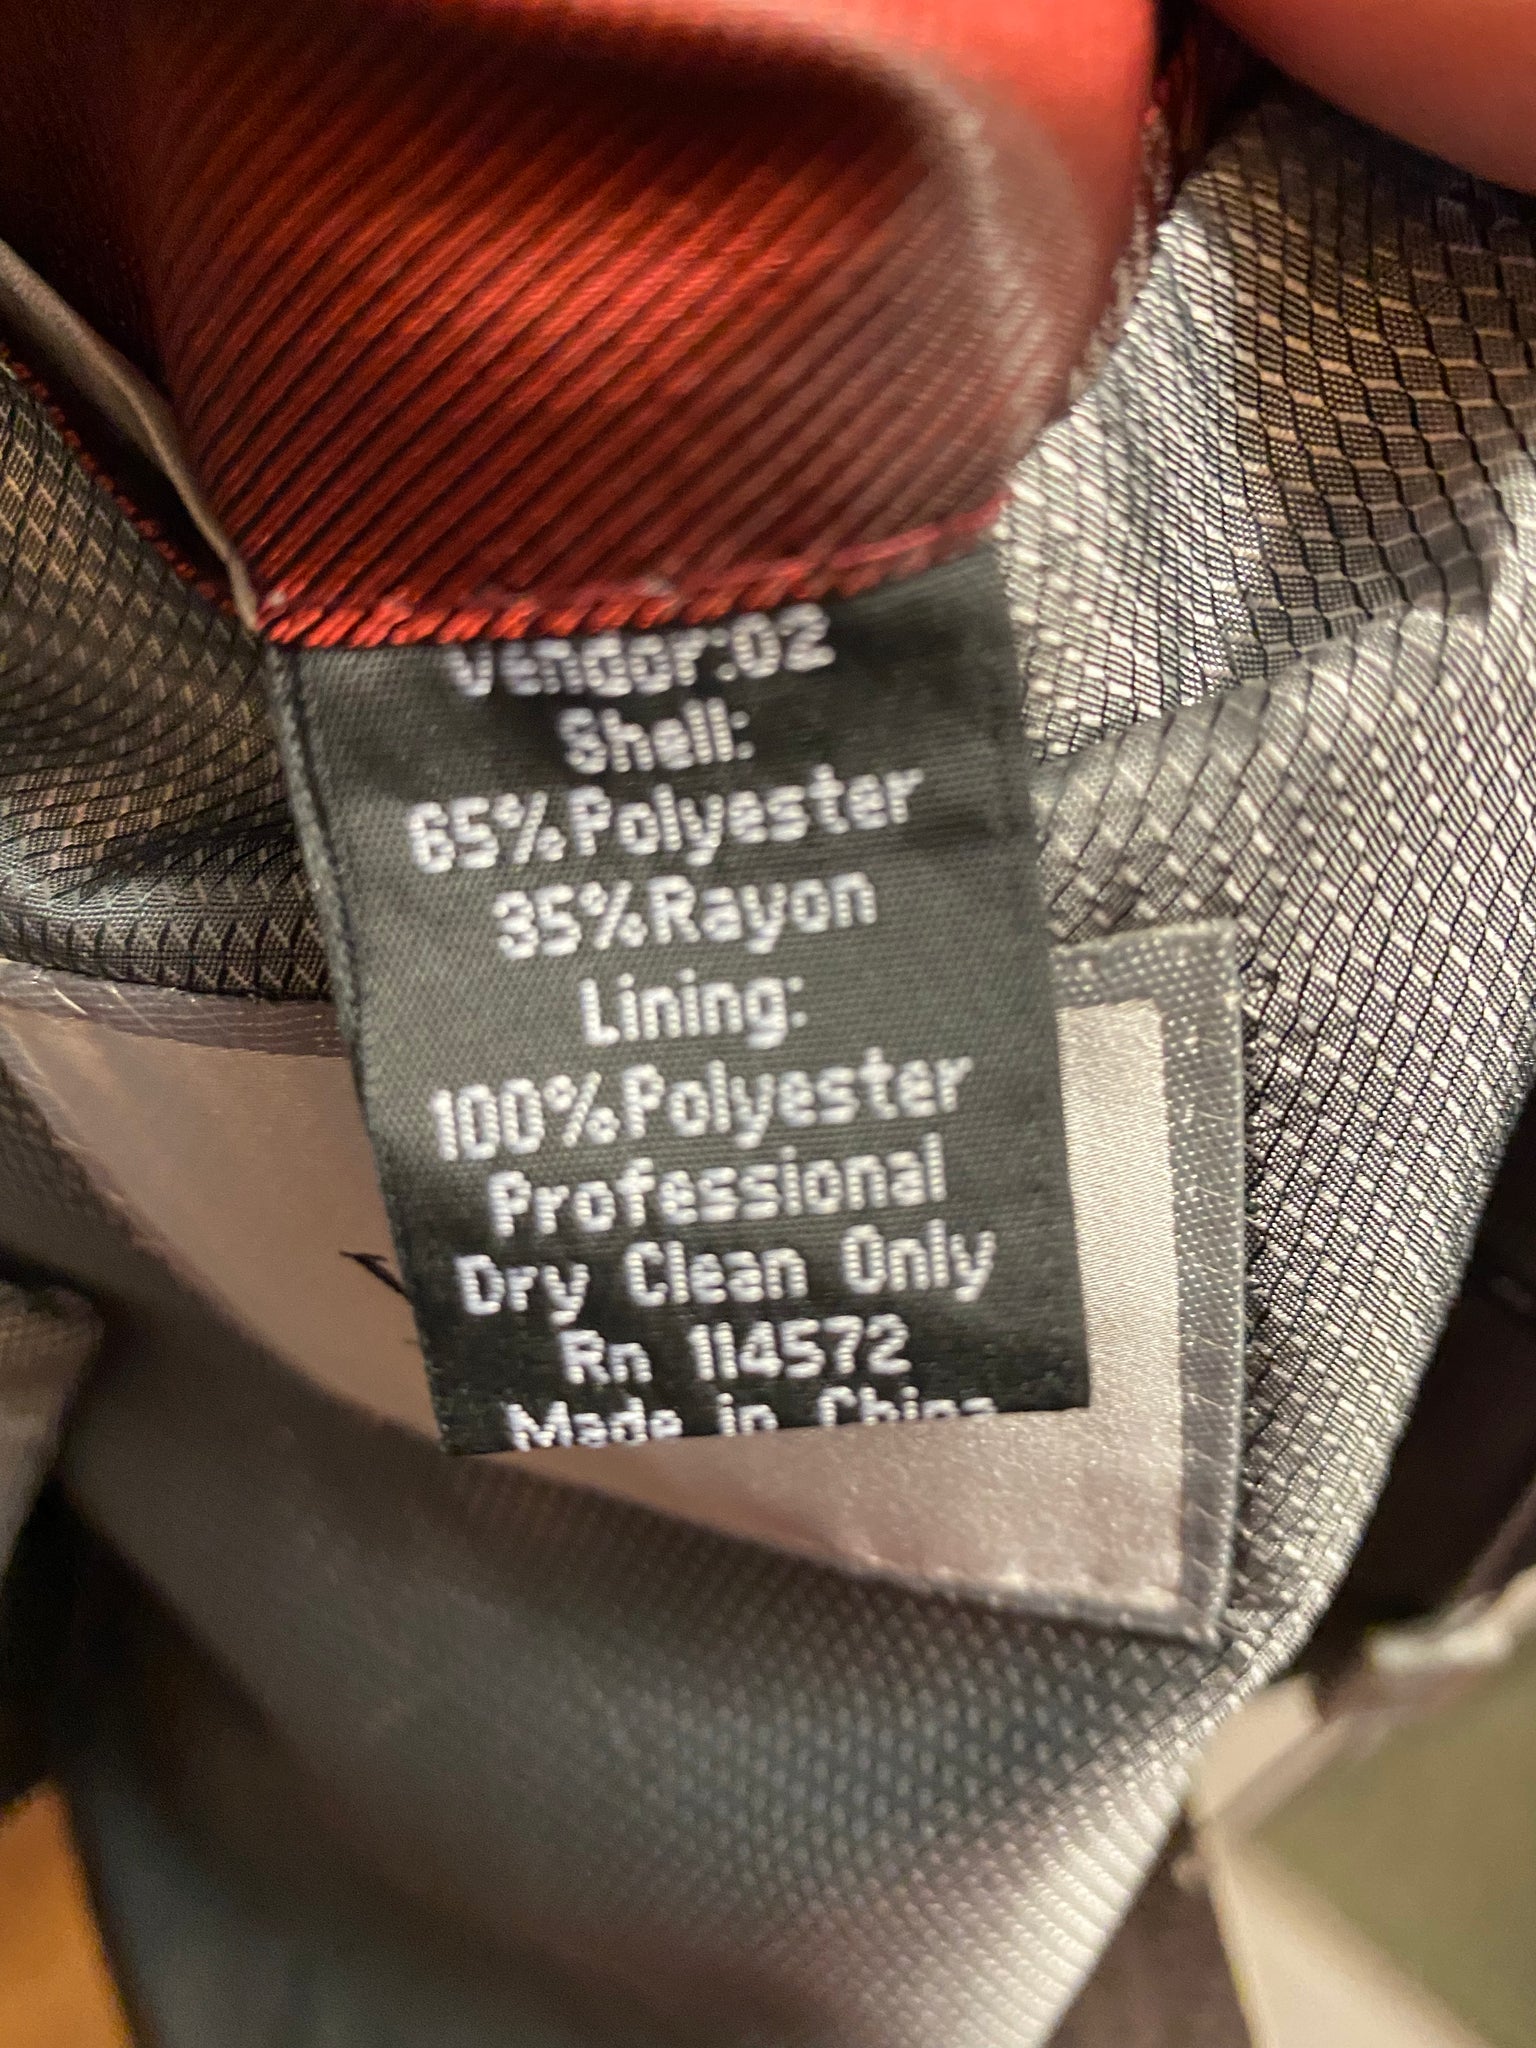 Vendor:02
Shell:
65%Polyester
35%Rayon
Lining:
100%Polyester
Professional
Dry Clean Only
Rn 114572
Made in China